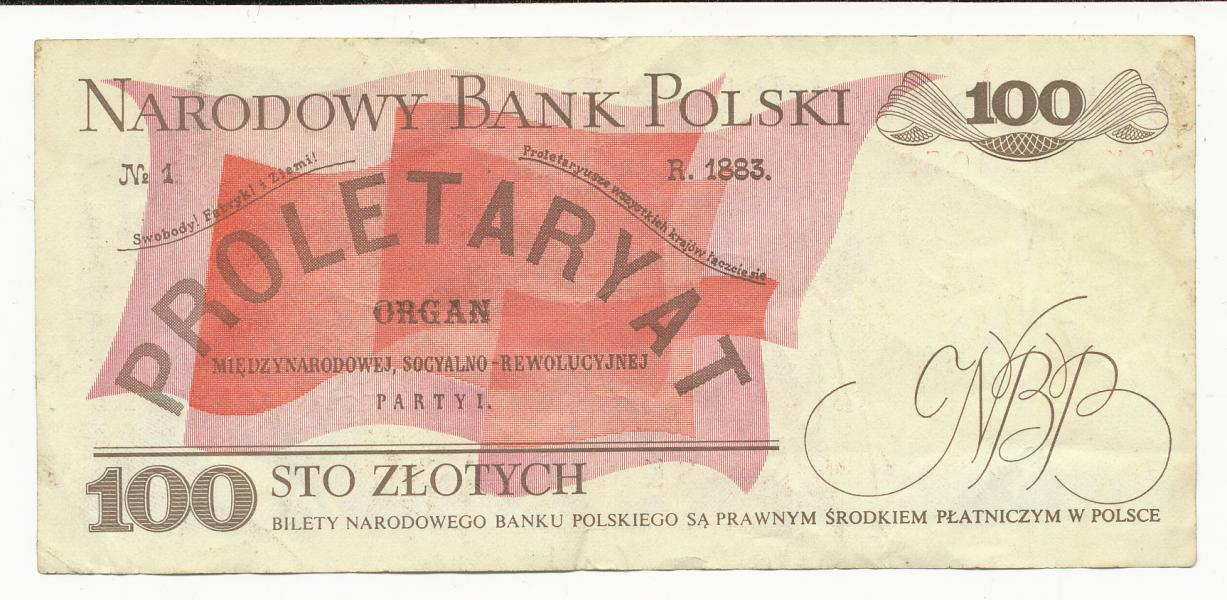 NARODOWY BANK POLSKI
100
№ 1
R. 1883.
Swobody! Fabryk! i Ziemi!
Proletaryusze wszystkich krajów łączcie się
PROLETARYAT
ORGAN
MIĘDZYNARODOWEJ, SOCYALNO-REWOLUCYJNEJ
PARTYI.
NBP
100 STO ZŁOTYCH
BILETY NARODOWEGO BANKU POLSKIEGO SĄ PRAWNYM ŚRODKIEM PŁATNICZYM W POLSCE